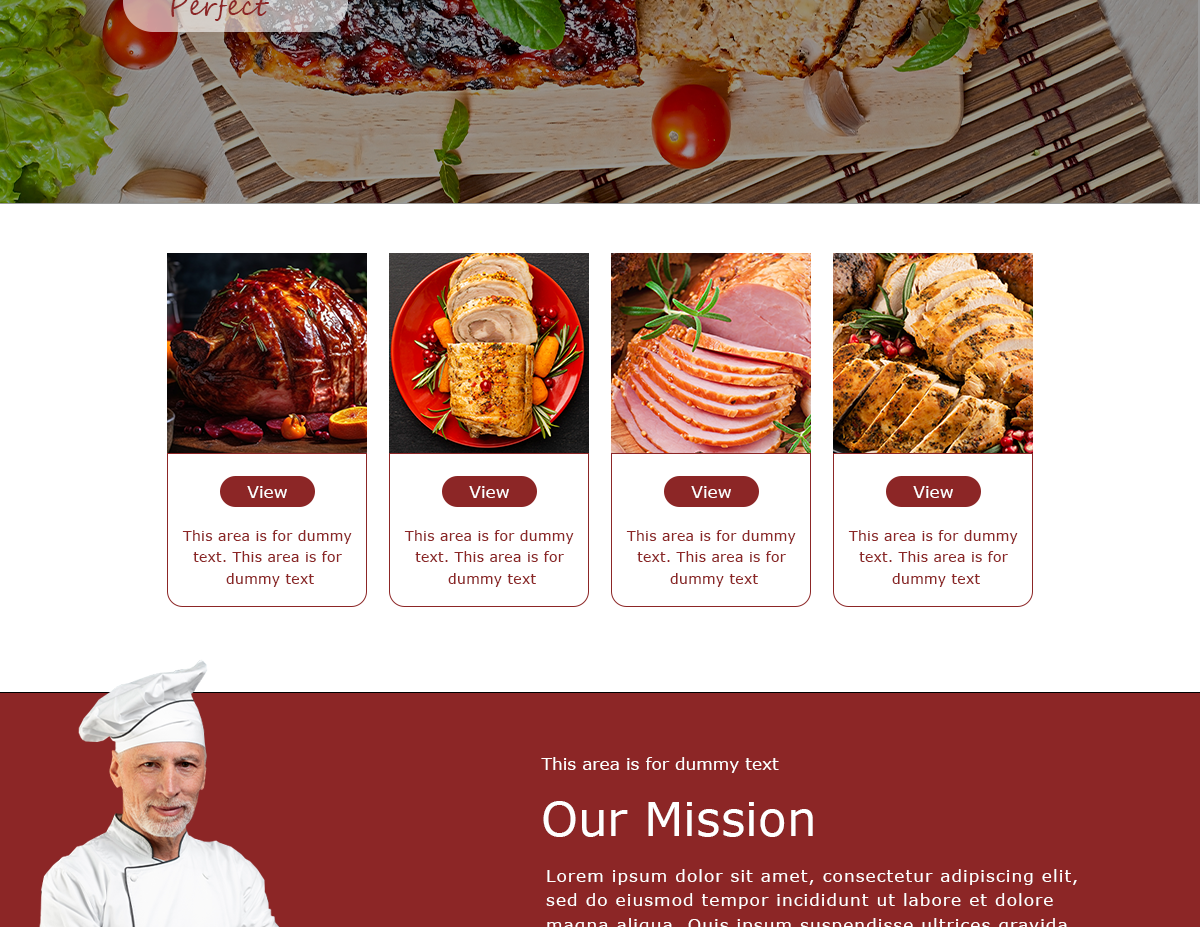 Perfect
View
This area is for dummy
text. This area is for
dummy text
View
This area is for dummy
text. This area is for
dummy text
View
This area is for dummy
text. This area is for
dummy text
View
This area is for dummy
text. This area is for
dummy text
This area is for dummy text
Our Mission
Lorem ipsum dolor sit amet, consectetur adipiscing elit,
sed do eiusmod tempor incididunt ut labore et dolore
magna aliqua. Quis ipsum suspendisse ultrices gravida